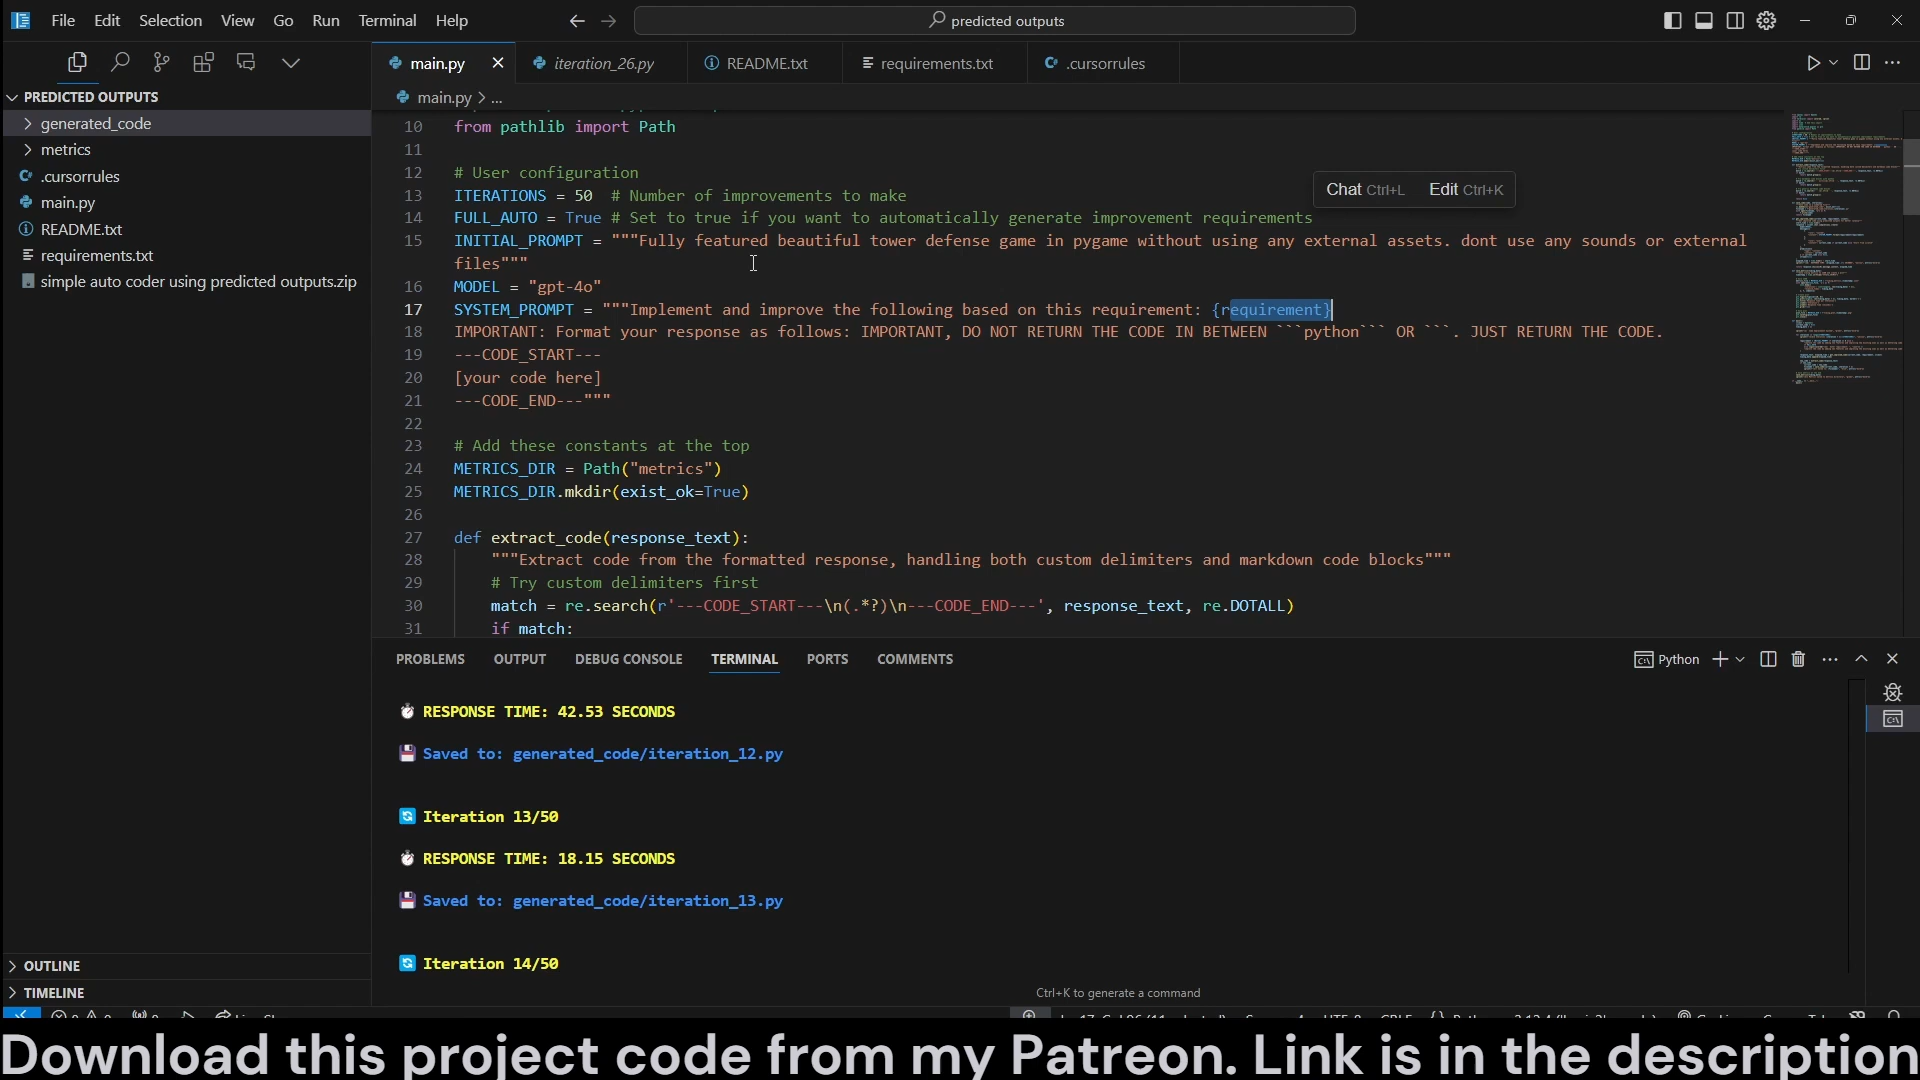 File Edit Selection View Go Run Terminal Help
predicted outputs
PREDICTED OUTPUTS
generated_code
metrics
.cursorrules
main.py
README.txt
requirements.txt
simple auto coder using predicted outputs.zip
OUTLINE
TIMELINE
main.py
iteration_26.py
README.txt
requirements.txt
.cursorrules
main.py > ...
10 from pathlib import Path
11
12 # User configuration
13 ITERATIONS = 50 # Number of improvements to make
14 FULL_AUTO = True # Set to true if you want to automatically generate improvement requirements
15 INITIAL_PROMPT = """Fully featured beautiful tower defense game in pygame without using any external assets. dont use any sounds or external
files"""
16 MODEL = "gpt-4o"
17 SYSTEM_PROMPT = """Implement and improve the following based on this requirement: {requirement}
18 IMPORTANT: Format your response as follows: IMPORTANT, DO NOT RETURN THE CODE IN BETWEEN ```python``` OR ```. JUST RETURN THE CODE.
19 ---CODE_START---
20 [your code here]
21 ---CODE_END---"""
22
23 # Add these constants at the top
24 METRICS_DIR = Path("metrics")
25 METRICS_DIR.mkdir(exist_ok=True)
26
27 def extract_code(response_text):
28 """Extract code from the formatted response, handling both custom delimiters and markdown code blocks"""
29 # Try custom delimiters first
30 match = re.search(r'---CODE_START---\n(.*?)\n---CODE_END---', response_text, re.DOTALL)
31 if match:
Chat Ctrl+L Edit Ctrl+K
PROBLEMS OUTPUT DEBUG CONSOLE TERMINAL PORTS COMMENTS
Python
RESPONSE TIME: 42.53 SECONDS
Saved to: generated_code/iteration_12.py
Iteration 13/50
RESPONSE TIME: 18.15 SECONDS
Saved to: generated_code/iteration_13.py
Iteration 14/50
Ctrl+K to generate a command
Download this project code from my Patreon. Link is in the description